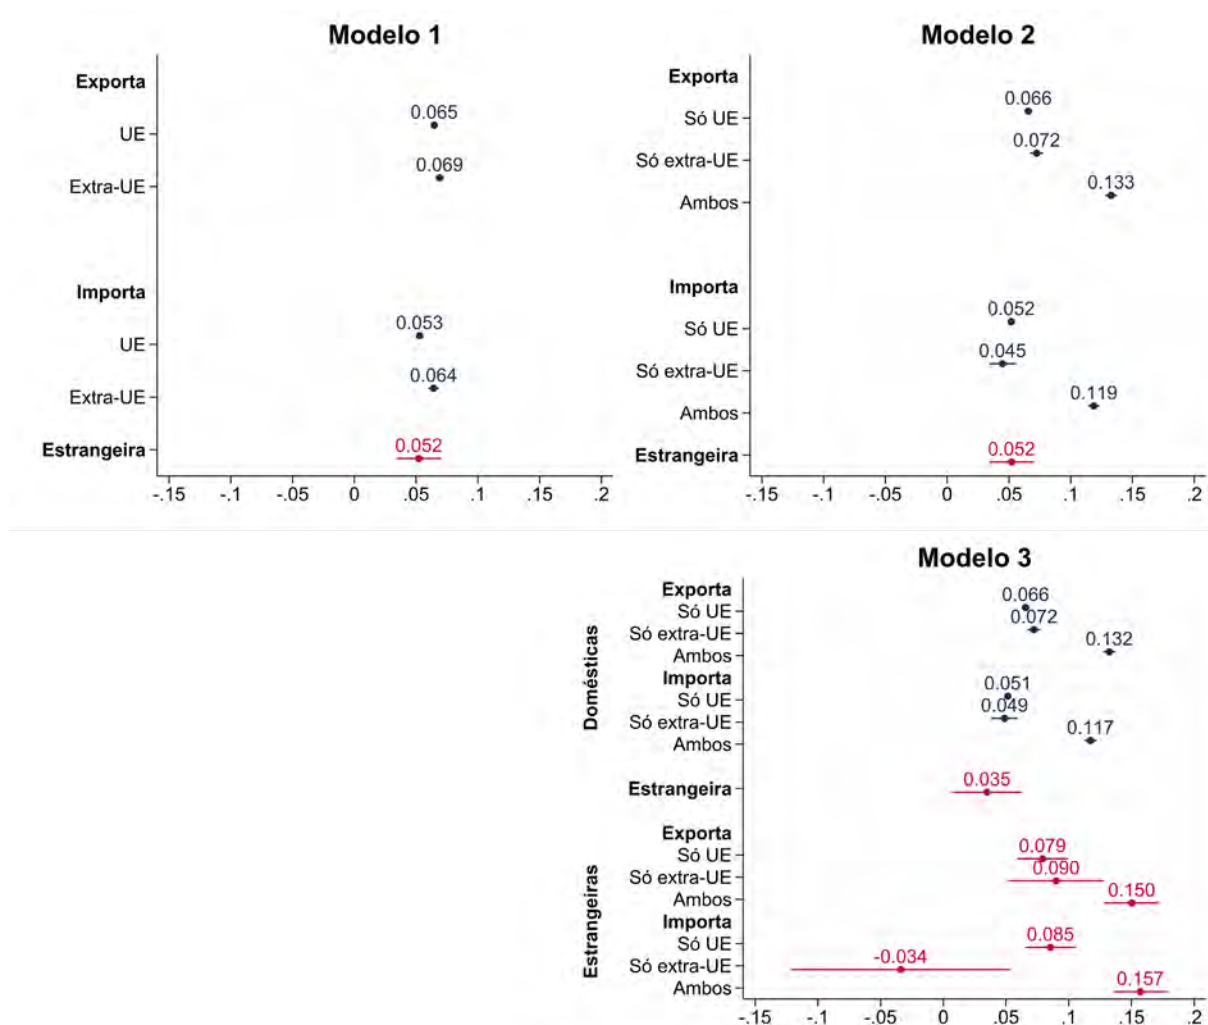 Modelo 1
Exporta
0.065
UE
0.069
Extra-UE
Importa
0.053
UE
0.064
Extra-UE
Estrangeira
0.052
-.15 -.1 -.05 0 .05 .1 .15 .2
Modelo 2
Exporta
0.066
Só UE
0.072
Só extra-UE
0.133
Ambos
Importa
0.052
Só UE
0.045
Só extra-UE
0.119
Ambos
Estrangeira
0.052
-.15 -.1 -.05 0 .05 .1 .15 .2
Modelo 3
Domésticas
Exporta
0.066
Só UE
0.072
Só extra-UE
0.132
Ambos
Importa
0.051
Só UE
0.049
Só extra-UE
0.117
Ambos
Estrangeira
0.035
Estrangeiras
Exporta
0.079
Só UE
0.090
Só extra-UE
0.150
Ambos
Importa
0.085
Só UE
-0.034
Só extra-UE
0.157
Ambos
-.15 -.1 -.05 0 .05 .1 .15 .2